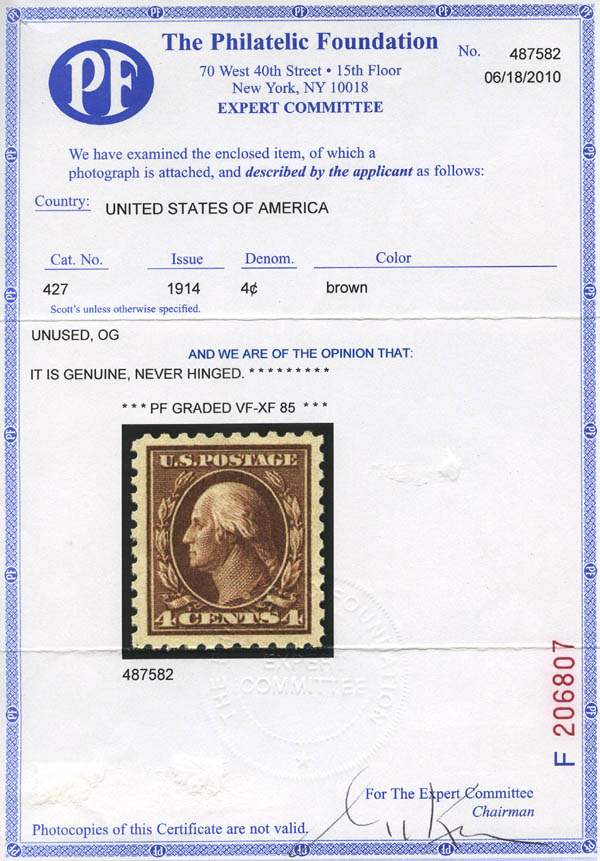 PF
The Philatelic Foundation
No. 487582
70 West 40th Street • 15th Floor
06/18/2010
New York, NY 10018
EXPERT COMMITTEE
We have examined the enclosed item, of which a
photograph is attached, and described by the applicant as follows:
Country: UNITED STATES OF AMERICA
Cat. No. Issue Denom. Color
427 1914 4¢ brown
Scott's unless otherwise specified.
UNUSED, OG
AND WE ARE OF THE OPINION THAT:
IT IS GENUINE, NEVER HINGED. * * * * * * * * *
* * * PF GRADED VF-XF 85 * * *
U.S. POSTAGE
4 CENTS 4
487582
THE FOUNDATION
EXPERT
COMMITTEE
F 206807
For The Expert Committee
Chairman
Photocopies of this Certificate are not valid.